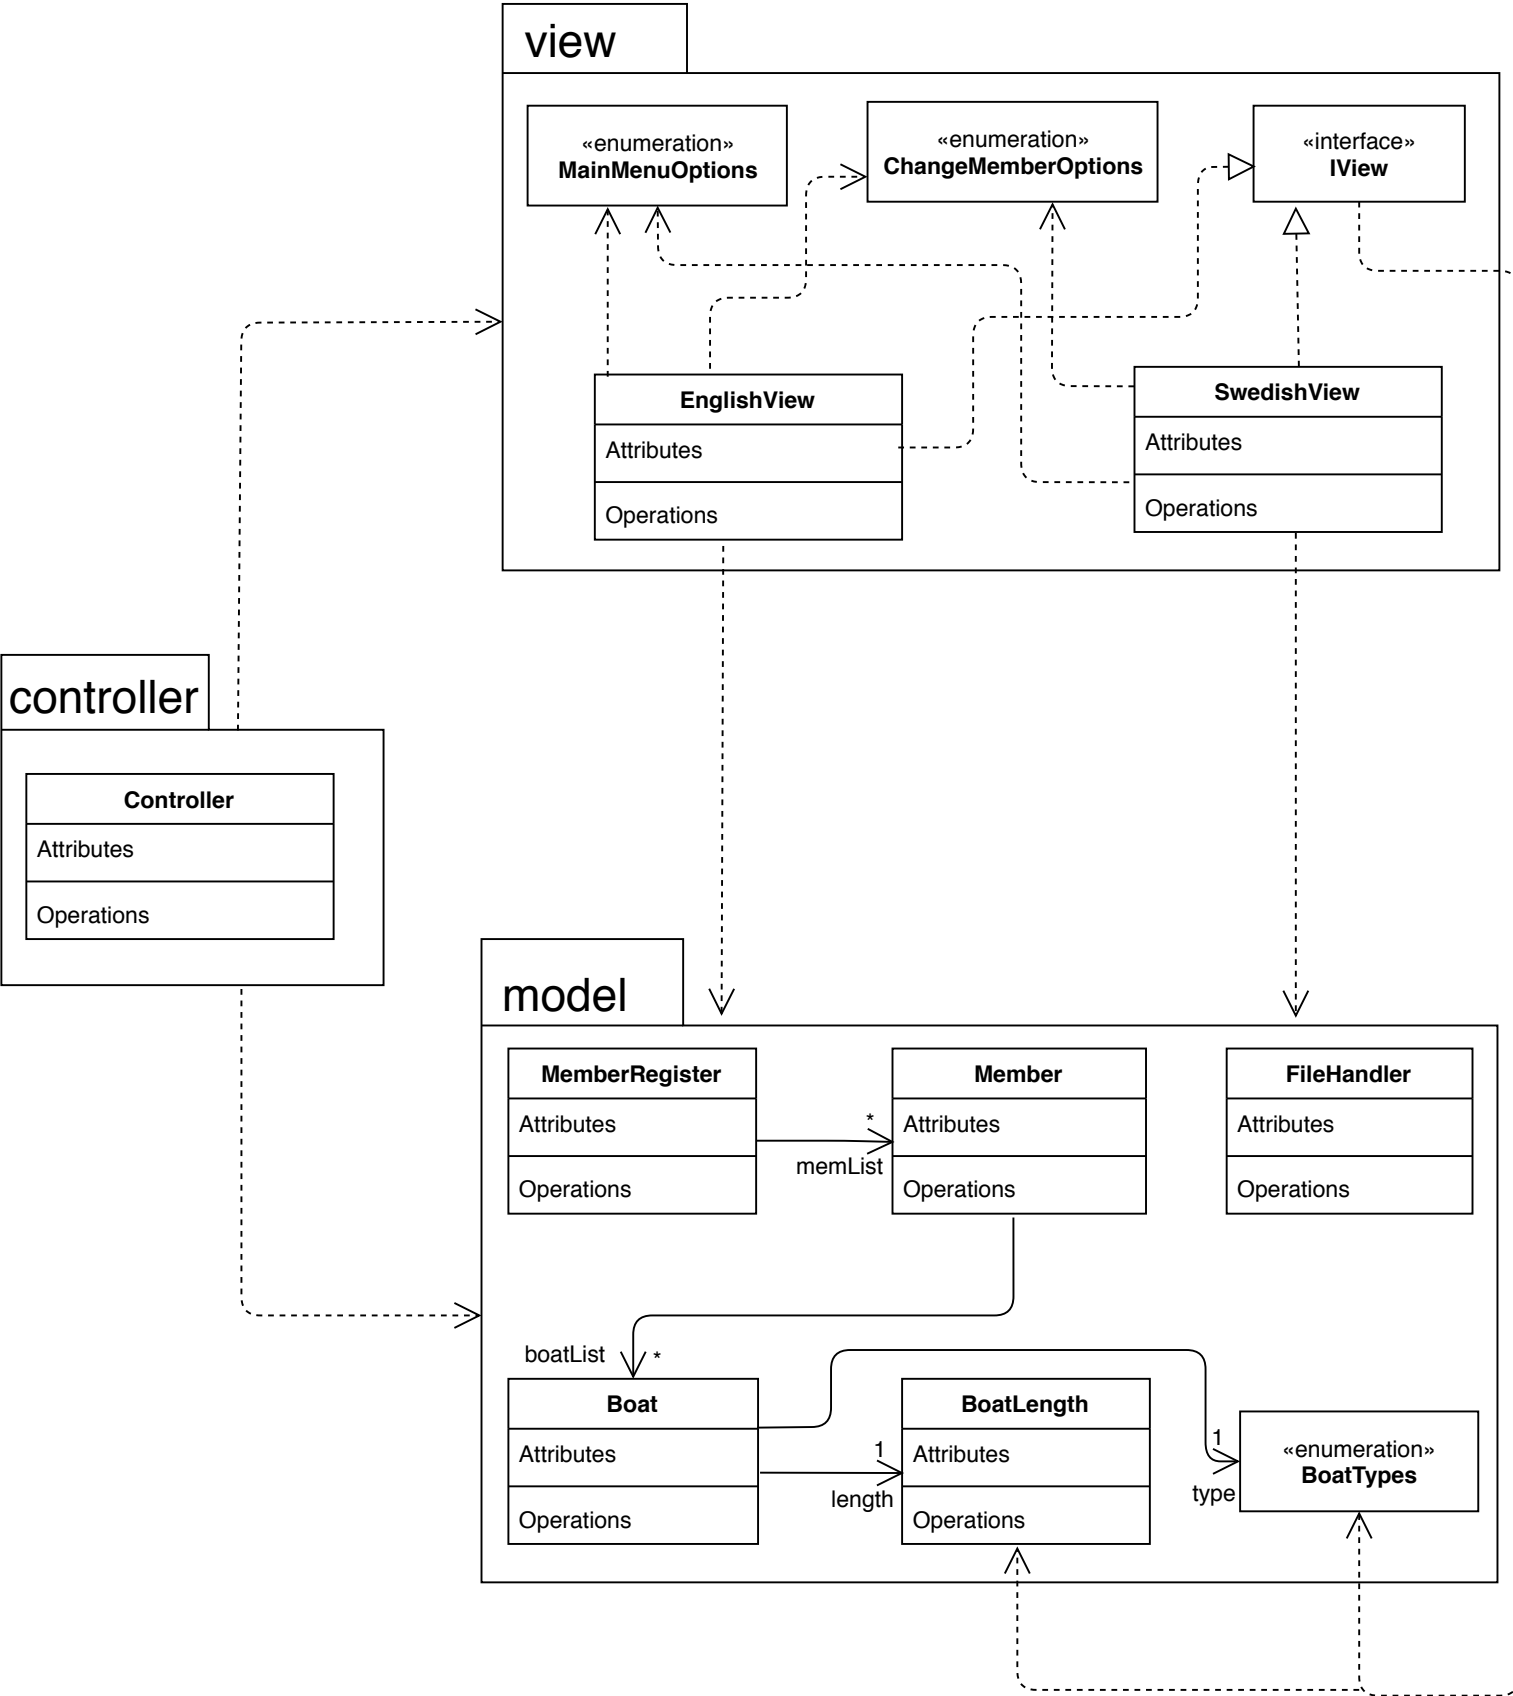 view
«enumeration»
MainMenuOptions
«enumeration»
ChangeMemberOptions
«interface»
IView
EnglishView
Attributes
Operations
SwedishView
Attributes
Operations
controller
Controller
Attributes
Operations
model
MemberRegister
Attributes
Operations
*
memList
Member
Attributes
Operations
FileHandler
Attributes
Operations
boatList
*
Boat
Attributes
Operations
1
length
BoatLength
Attributes
Operations
1
type
«enumeration»
BoatTypes